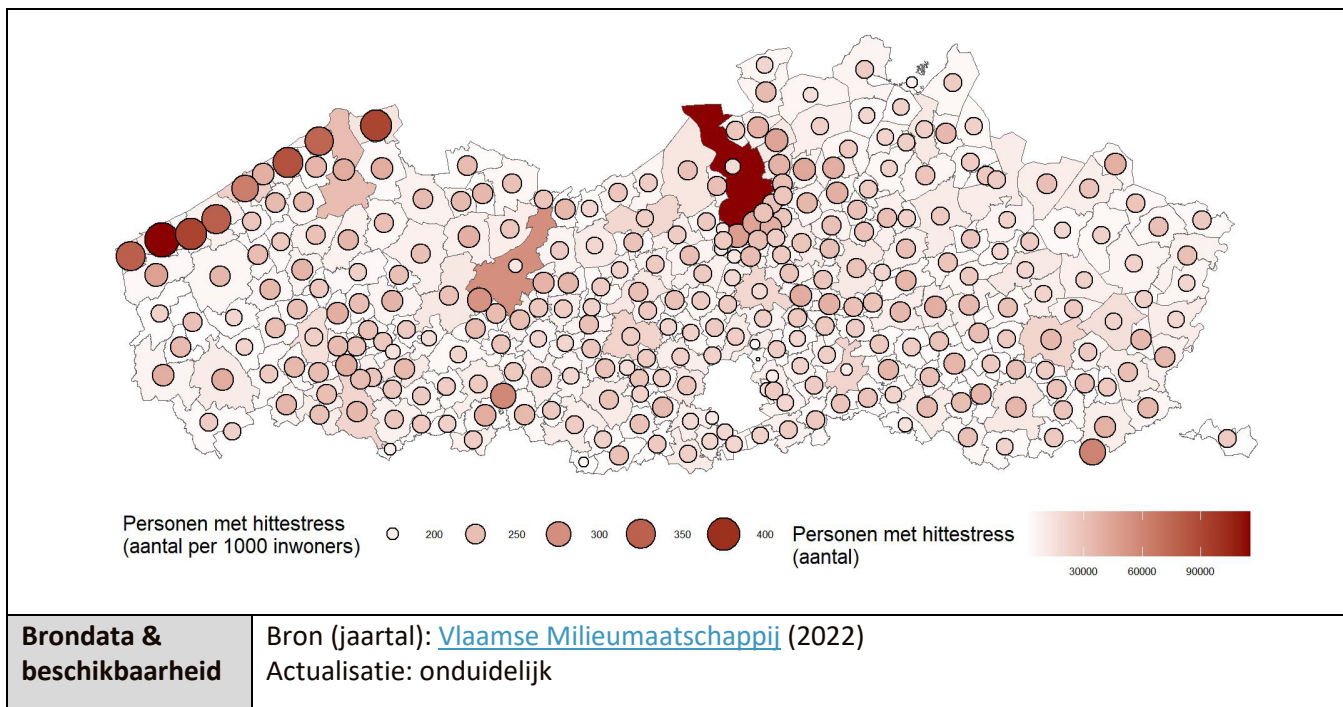 Personen met hittestress
(aantal per 1000 inwoners)
200 250 300 350 400
Personen met hittestress
(aantal)
30000 60000 90000
Brondata &
beschikbaarheid
Bron (jaartal): Vlaamse Milieumaatschappij (2022)
Actualisatie: onduidelijk